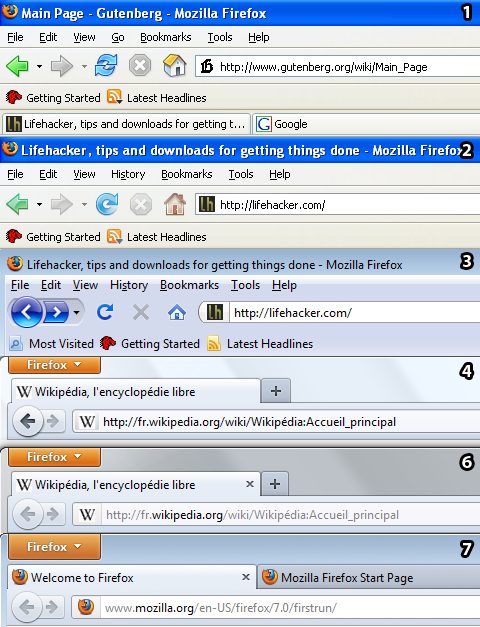 Main Page - Gutenberg - Mozilla Firefox 1
File Edit View Go Bookmarks Tools Help
http://www.gutenberg.org/wiki/Main_Page
Getting Started Latest Headlines
Lifehacker, tips and downloads for getting t... Google
Lifehacker, tips and downloads for getting things done - Mozilla Firefox 2
File Edit View History Bookmarks Tools Help
lh http://lifehacker.com/
Getting Started Latest Headlines
Lifehacker, tips and downloads for getting things done - Mozilla Firefox 3
File Edit View History Bookmarks Tools Help
lh http://lifehacker.com/
Most Visited Getting Started Latest Headlines
Firefox 4
W Wikipédia, l'encyclopédie libre +
W http://fr.wikipedia.org/wiki/Wikipédia:Accueil_principal
Firefox 6
W Wikipédia, l'encyclopédie libre × +
W http://fr.wikipedia.org/wiki/Wikipédia:Accueil_principal
Firefox 7
Welcome to Firefox × Mozilla Firefox Start Page
www.mozilla.org/en-US/firefox/7.0/firstrun/